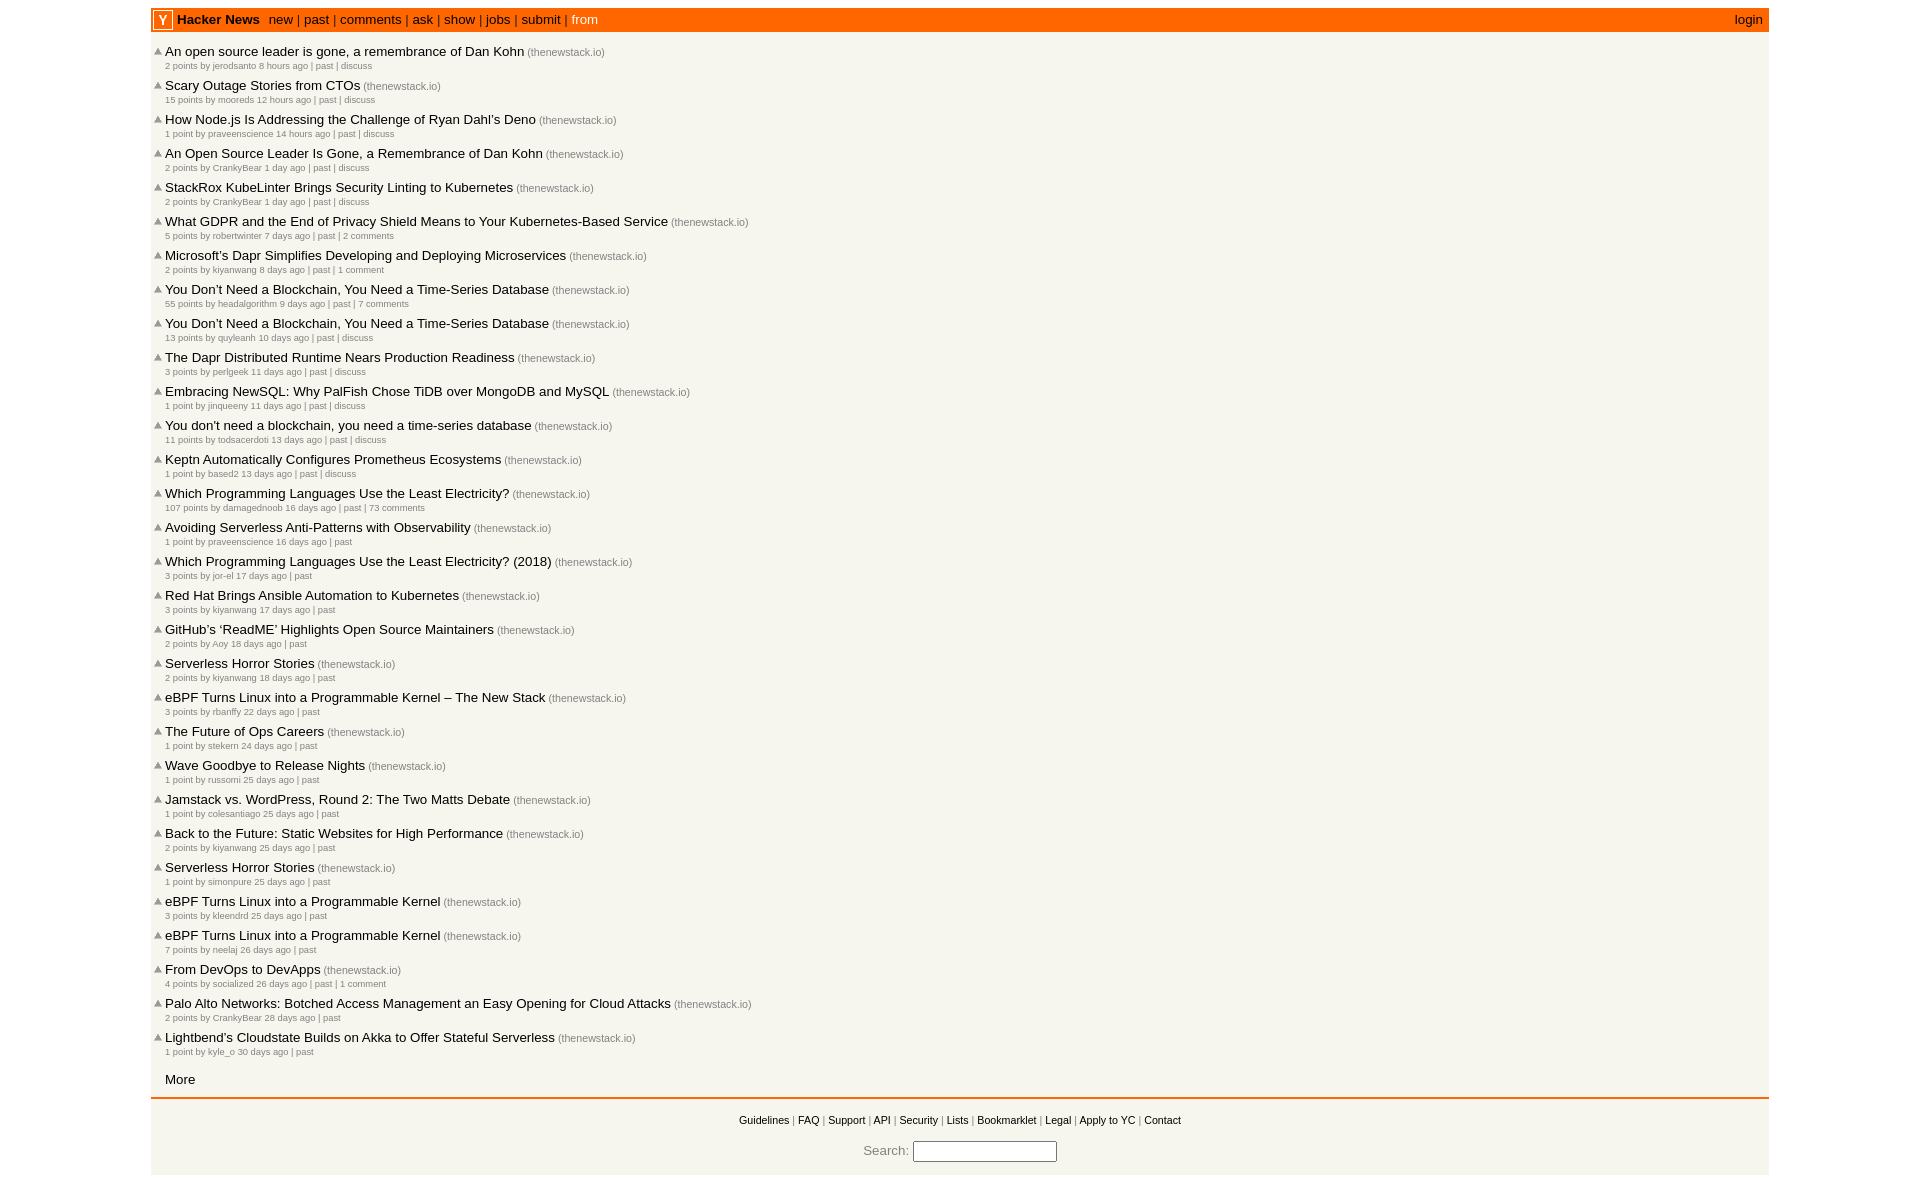 Y Hacker News new | past | comments | ask | show | jobs | submit | from login
An open source leader is gone, a remembrance of Dan Kohn (thenewstack.io)
2 points by jerodsanto 8 hours ago | past | discuss
Scary Outage Stories from CTOs (thenewstack.io)
15 points by mooreds 12 hours ago | past | discuss
How Node.js Is Addressing the Challenge of Ryan Dahl’s Deno (thenewstack.io)
1 point by praveenscience 14 hours ago | past | discuss
An Open Source Leader Is Gone, a Remembrance of Dan Kohn (thenewstack.io)
2 points by CrankyBear 1 day ago | past | discuss
StackRox KubeLinter Brings Security Linting to Kubernetes (thenewstack.io)
2 points by CrankyBear 1 day ago | past | discuss
What GDPR and the End of Privacy Shield Means to Your Kubernetes-Based Service (thenewstack.io)
5 points by robertwinter 7 days ago | past | 2 comments
Microsoft’s Dapr Simplifies Developing and Deploying Microservices (thenewstack.io)
2 points by kiyanwang 8 days ago | past | 1 comment
You Don’t Need a Blockchain, You Need a Time-Series Database (thenewstack.io)
55 points by headalgorithm 9 days ago | past | 7 comments
You Don’t Need a Blockchain, You Need a Time-Series Database (thenewstack.io)
13 points by quyleanh 10 days ago | past | discuss
The Dapr Distributed Runtime Nears Production Readiness (thenewstack.io)
3 points by perlgeek 11 days ago | past | discuss
Embracing NewSQL: Why PalFish Chose TiDB over MongoDB and MySQL (thenewstack.io)
1 point by jinqueeny 11 days ago | past | discuss
You don't need a blockchain, you need a time-series database (thenewstack.io)
11 points by todsacerdoti 13 days ago | past | discuss
Keptn Automatically Configures Prometheus Ecosystems (thenewstack.io)
1 point by based2 13 days ago | past | discuss
Which Programming Languages Use the Least Electricity? (thenewstack.io)
107 points by damagednoob 16 days ago | past | 73 comments
Avoiding Serverless Anti-Patterns with Observability (thenewstack.io)
1 point by praveenscience 16 days ago | past
Which Programming Languages Use the Least Electricity? (2018) (thenewstack.io)
3 points by jor-el 17 days ago | past
Red Hat Brings Ansible Automation to Kubernetes (thenewstack.io)
3 points by kiyanwang 17 days ago | past
GitHub’s ‘ReadME’ Highlights Open Source Maintainers (thenewstack.io)
2 points by Aoy 18 days ago | past
Serverless Horror Stories (thenewstack.io)
2 points by kiyanwang 18 days ago | past
eBPF Turns Linux into a Programmable Kernel – The New Stack (thenewstack.io)
3 points by rbanffy 22 days ago | past
The Future of Ops Careers (thenewstack.io)
1 point by stekern 24 days ago | past
Wave Goodbye to Release Nights (thenewstack.io)
1 point by russomi 25 days ago | past
Jamstack vs. WordPress, Round 2: The Two Matts Debate (thenewstack.io)
1 point by colesantiago 25 days ago | past
Back to the Future: Static Websites for High Performance (thenewstack.io)
2 points by kiyanwang 25 days ago | past
Serverless Horror Stories (thenewstack.io)
1 point by simonpure 25 days ago | past
eBPF Turns Linux into a Programmable Kernel (thenewstack.io)
3 points by kleendrd 25 days ago | past
eBPF Turns Linux into a Programmable Kernel (thenewstack.io)
7 points by neelaj 26 days ago | past
From DevOps to DevApps (thenewstack.io)
4 points by socialized 26 days ago | past | 1 comment
Palo Alto Networks: Botched Access Management an Easy Opening for Cloud Attacks (thenewstack.io)
2 points by CrankyBear 28 days ago | past
Lightbend’s Cloudstate Builds on Akka to Offer Stateful Serverless (thenewstack.io)
1 point by kyle_o 30 days ago | past
More
Guidelines | FAQ | Support | API | Security | Lists | Bookmarklet | Legal | Apply to YC | Contact
Search: